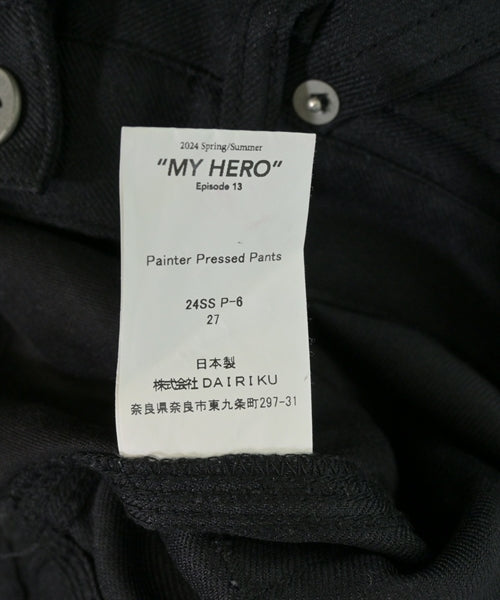 2024 Spring/Summer
"MY HERO"
Episode 13
Painter Pressed Pants
24SS P-6
27
日本製
株式会社 DAIRIKU
奈良県奈良市東九条町297-31